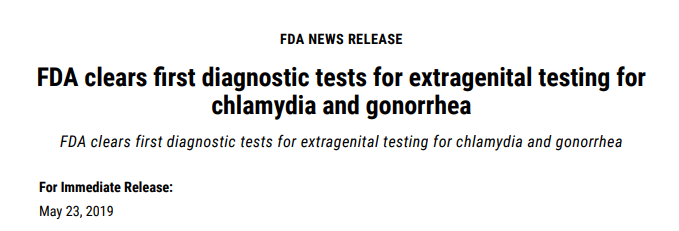 FDA NEWS RELEASE
FDA clears first diagnostic tests for extragenital testing for
chlamydia and gonorrhea
FDA clears first diagnostic tests for extragenital testing for chlamydia and gonorrhea
For Immediate Release:
May 23, 2019